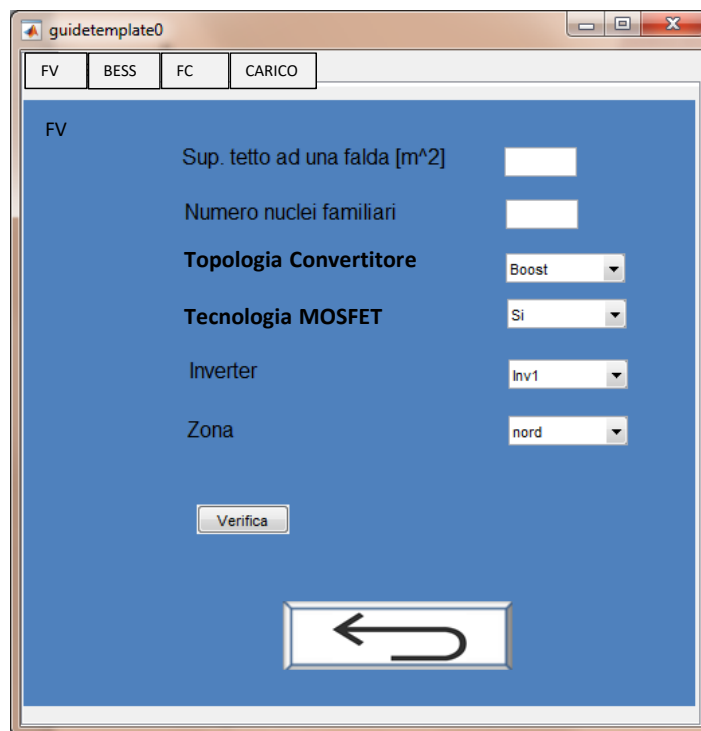 guidetemplate0
FV BESS FC CARICO
FV
Sup. tetto ad una falda [m^2]
Numero nuclei familiari
Topologia Convertitore Boost
Tecnologia MOSFET Si
Inverter Inv1
Zona nord
Verifica